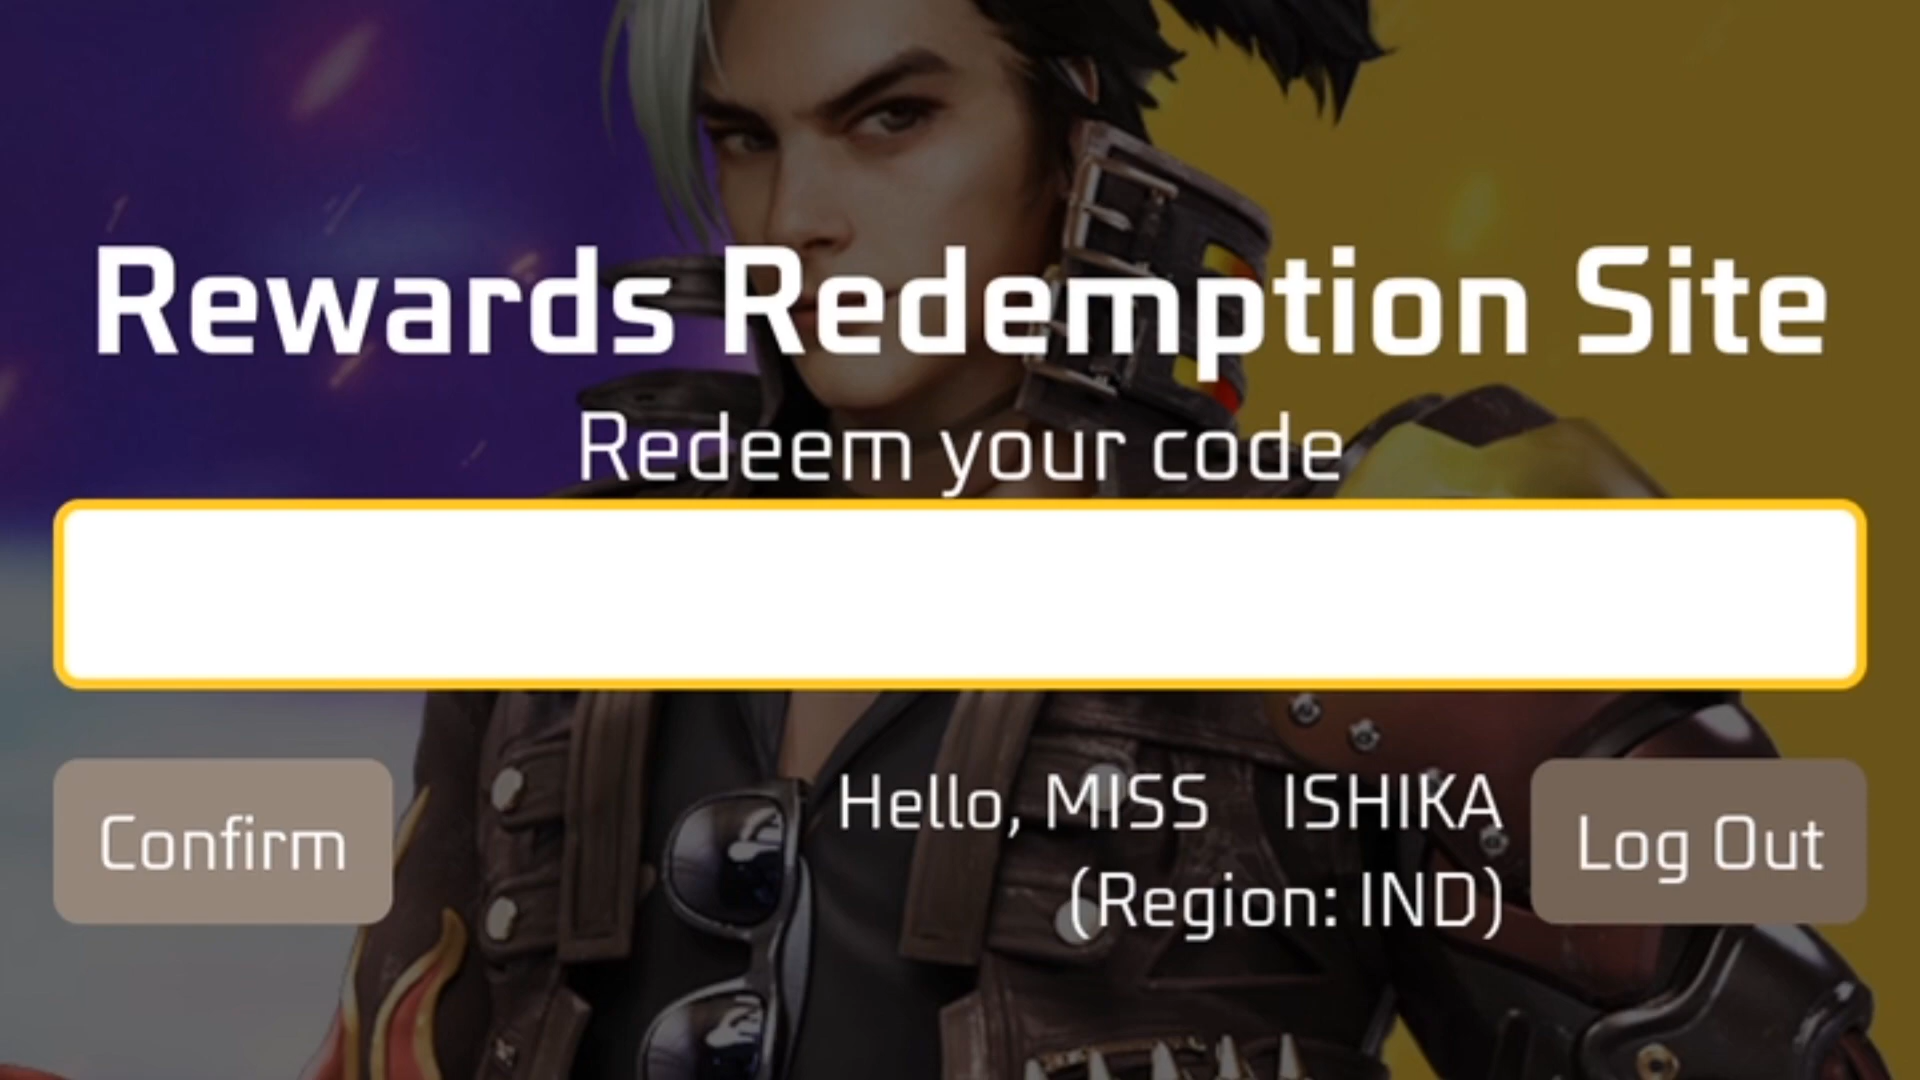 Rewards Redemption Site
Redeem your code
Confirm
Hello, MISS ISHIKA
(Region: IND)
Log Out